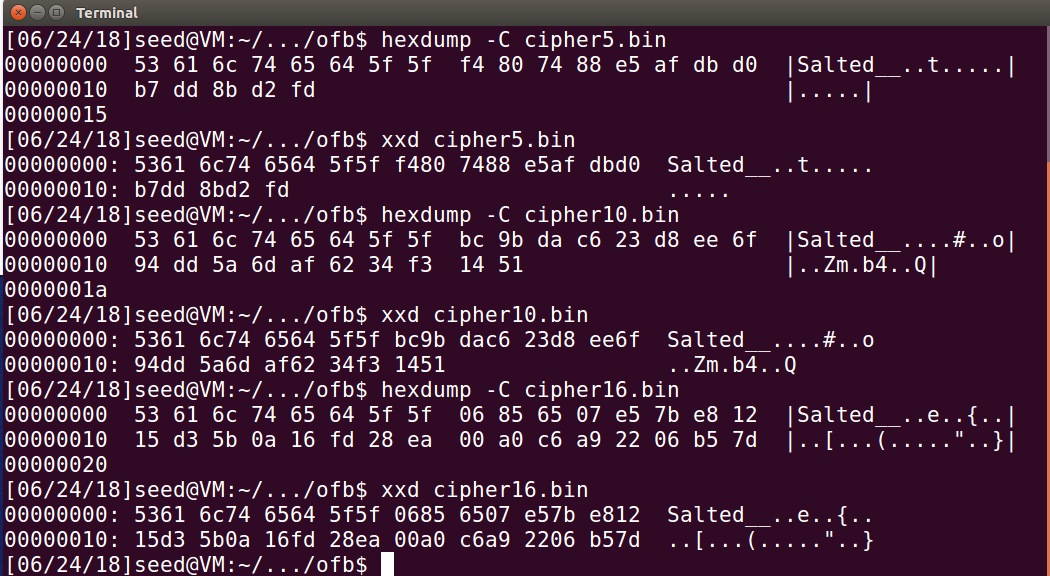 Terminal
[06/24/18]seed@VM:~/.../ofb$ hexdump -C cipher5.bin
00000000  53 61 6c 74 65 64 5f 5f  f4 80 74 88 e5 af db d0  |Salted__..t.....|
00000010  b7 dd 8b d2 fd                                    |.....|
00000015
[06/24/18]seed@VM:~/.../ofb$ xxd cipher5.bin
00000000: 5361 6c74 6564 5f5f f480 7488 e5af dbd0  Salted__..t.....
00000010: b7dd 8bd2 fd                             .....
[06/24/18]seed@VM:~/.../ofb$ hexdump -C cipher10.bin
00000000  53 61 6c 74 65 64 5f 5f  bc 9b da c6 23 d8 ee 6f  |Salted__....#..o|
00000010  94 dd 5a 6d af 62 34 f3  14 51                    |..Zm.b4..Q|
0000001a
[06/24/18]seed@VM:~/.../ofb$ xxd cipher10.bin
00000000: 5361 6c74 6564 5f5f bc9b dac6 23d8 ee6f  Salted__....#..o
00000010: 94dd 5a6d af62 34f3 1451                 ..Zm.b4..Q
[06/24/18]seed@VM:~/.../ofb$ hexdump -C cipher16.bin
00000000  53 61 6c 74 65 64 5f 5f  06 85 65 07 e5 7b e8 12  |Salted__..e..{..|
00000010  15 d3 5b 0a 16 fd 28 ea  00 a0 c6 a9 22 06 b5 7d  |..[...(....."..}|
00000020
[06/24/18]seed@VM:~/.../ofb$ xxd cipher16.bin
00000000: 5361 6c74 6564 5f5f 0685 6507 e57b e812  Salted__..e..{..
00000010: 15d3 5b0a 16fd 28ea 00a0 c6a9 2206 b57d  ..[...(....."..}
[06/24/18]seed@VM:~/.../ofb$